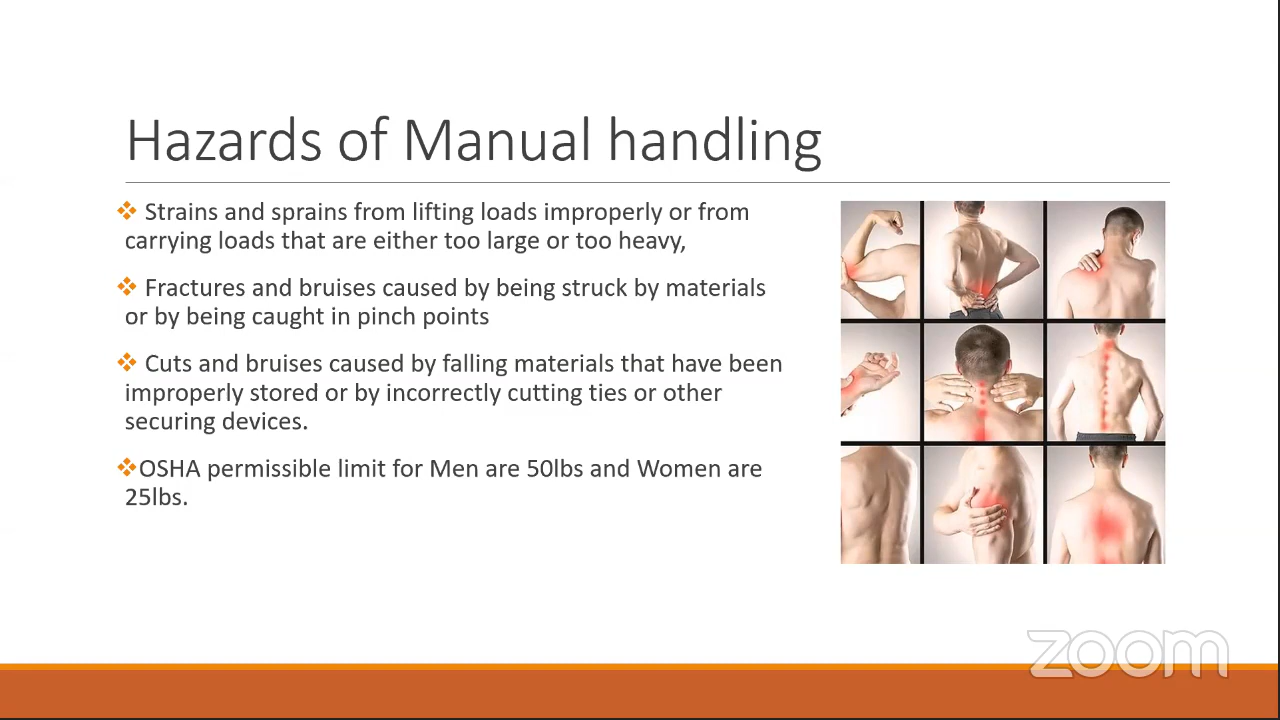 Hazards of Manual handling
❖ Strains and sprains from lifting loads improperly or from
carrying loads that are either too large or too heavy,
❖ Fractures and bruises caused by being struck by materials
or by being caught in pinch points
❖ Cuts and bruises caused by falling materials that have been
improperly stored or by incorrectly cutting ties or other
securing devices.
❖OSHA permissible limit for Men are 50lbs and Women are
25lbs.
zoom